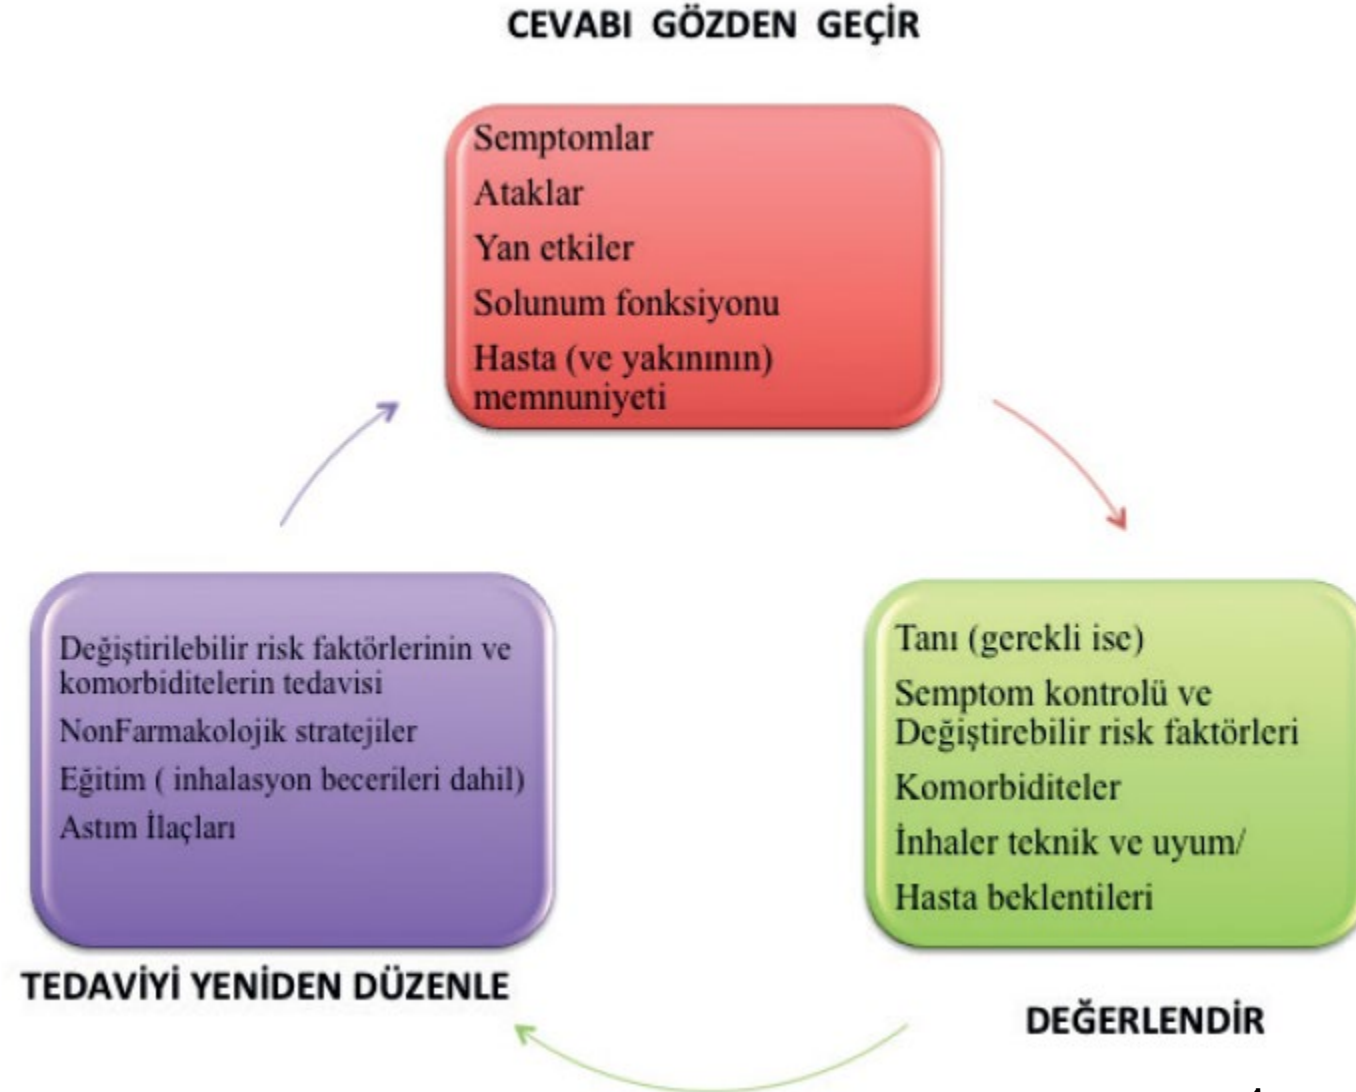 CEVABI GÖZDEN GEÇİR
Semptomlar
Ataklar
Yan etkiler
Solunum fonksiyonu
Hasta (ve yakınının)
memnuniyeti
Değiştirilebilir risk faktörlerinin ve
komorbiditelerin tedavisi
NonFarmakolojik stratejiler
Eğitim ( inhalasyon becerileri dahil)
Astım İlaçları
TEDAVİYİ YENİDEN DÜZENLE
Tanı (gerekli ise)
Semptom kontrolü ve
Değiştirebilir risk faktörleri
Komorbiditeler
İnhaler teknik ve uyum/
Hasta beklentileri
DEĞERLENDİR